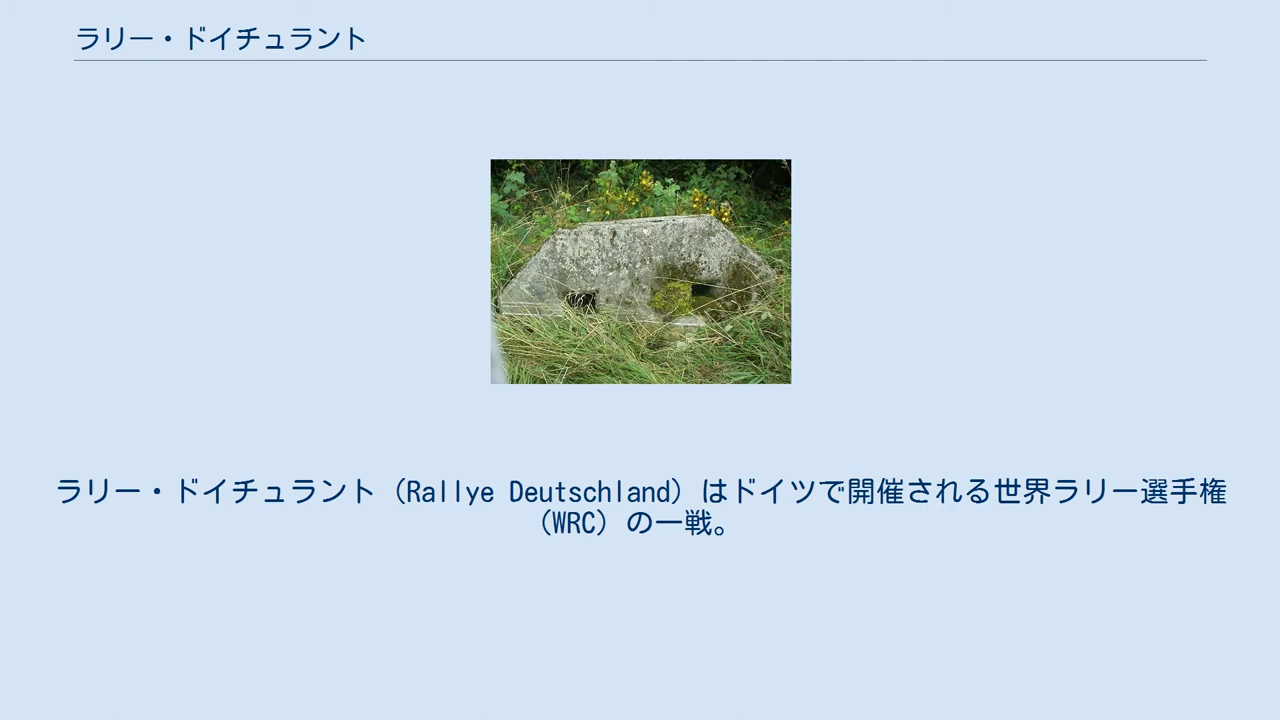 ラリー・ドイチュラント
ラリー・ドイチュラント（Rallye Deutschland）はドイツで開催される世界ラリー選手権
（WRC）の一戦。